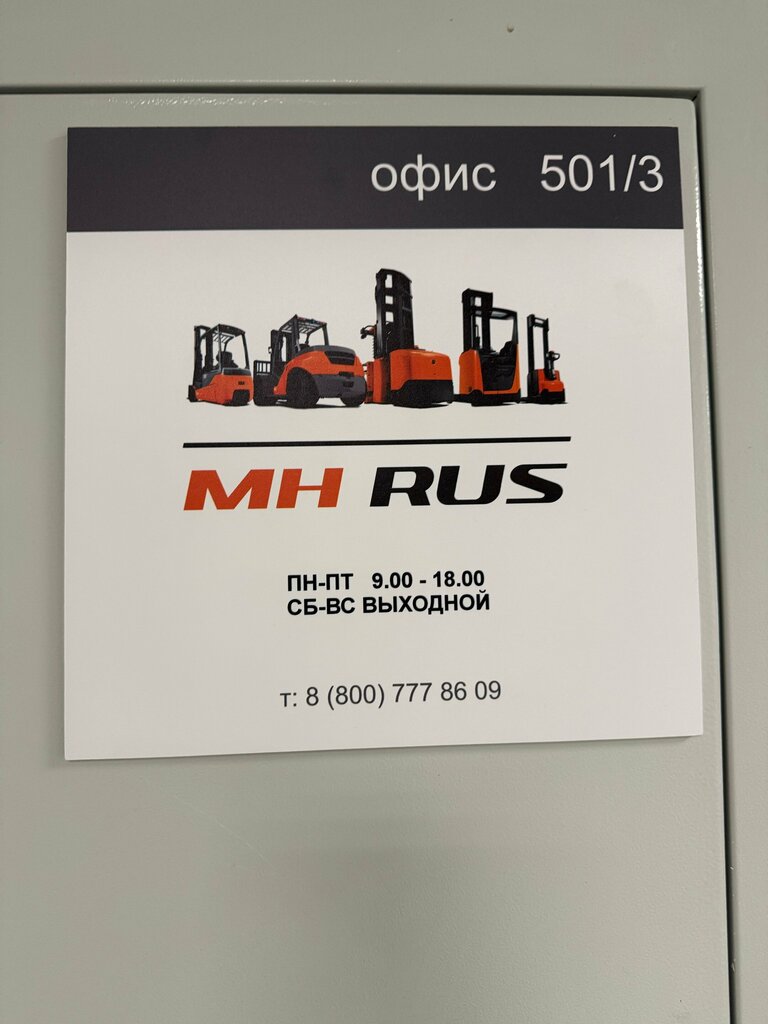 офис 501/3
MH RUS
ПН-ПТ 9.00 - 18.00
СБ-ВС ВЫХОДНОЙ
т: 8 (800) 777 86 09